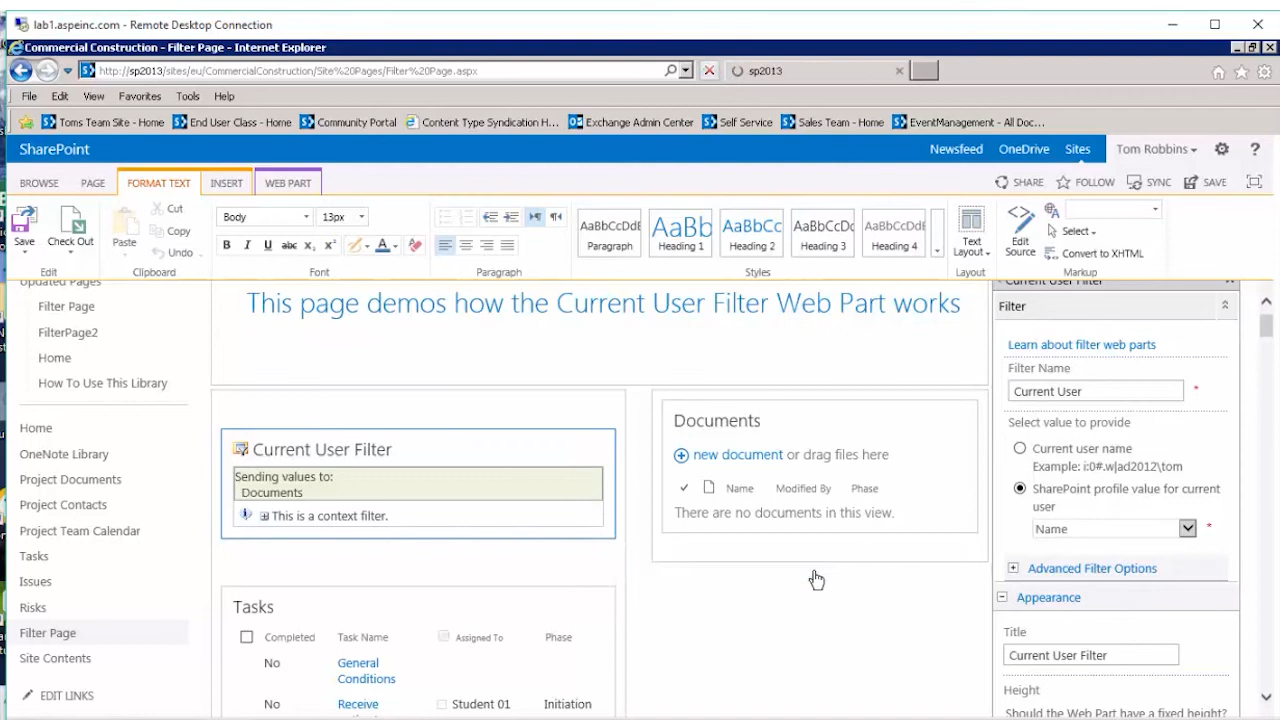 lab1.aspeinc.com - Remote Desktop Connection
Commercial Construction - Filter Page - Internet Explorer
http://sp2013/sites/eu/CommercialConstruction/Site%20Pages/Filter%20Page.aspx
sp2013
File Edit View Favorites Tools Help
Toms Team Site - Home End User Class - Home Community Portal Content Type Syndication H... Exchange Admin Center Self Service Sales Team - Home EventManagement - All Doc...
SharePoint Newsfeed OneDrive Sites Tom Robbins ?
BROWSE PAGE FORMAT TEXT INSERT WEB PART SHARE FOLLOW SYNC SAVE
Save Check Out Paste Cut Copy Undo
Body 13px
B I U abc x₂ x² A
AaBbCcDdI AaBb AaBbCc AaBbCcDd AaBbCcDdI
Paragraph Heading 1 Heading 2 Heading 3 Heading 4
Text Layout
Edit Source
Select
Convert to XHTML
Edit Clipboard Font Paragraph Styles Layout Markup
Updated Pages
Filter Page
FilterPage2
Home
How To Use This Library
Home
OneNote Library
Project Documents
Project Contacts
Project Team Calendar
Tasks
Issues
Risks
Filter Page
Site Contents
EDIT LINKS
This page demos how the Current User Filter Web Part works
Current User Filter
Sending values to:
Documents
This is a context filter.
Tasks
Completed Task Name Assigned To Phase
No General Conditions
No Receive Student 01 Initiation
Documents
new document or drag files here
Name Modified By Phase
There are no documents in this view.
Current User Filter
Filter
Learn about filter web parts
Filter Name
Current User *
Select value to provide
Current user name
Example: i:0#.w|ad2012\tom
SharePoint profile value for current
user
Name *
Advanced Filter Options
Appearance
Title
Current User Filter
Height
Should the Web Part have a fixed height?